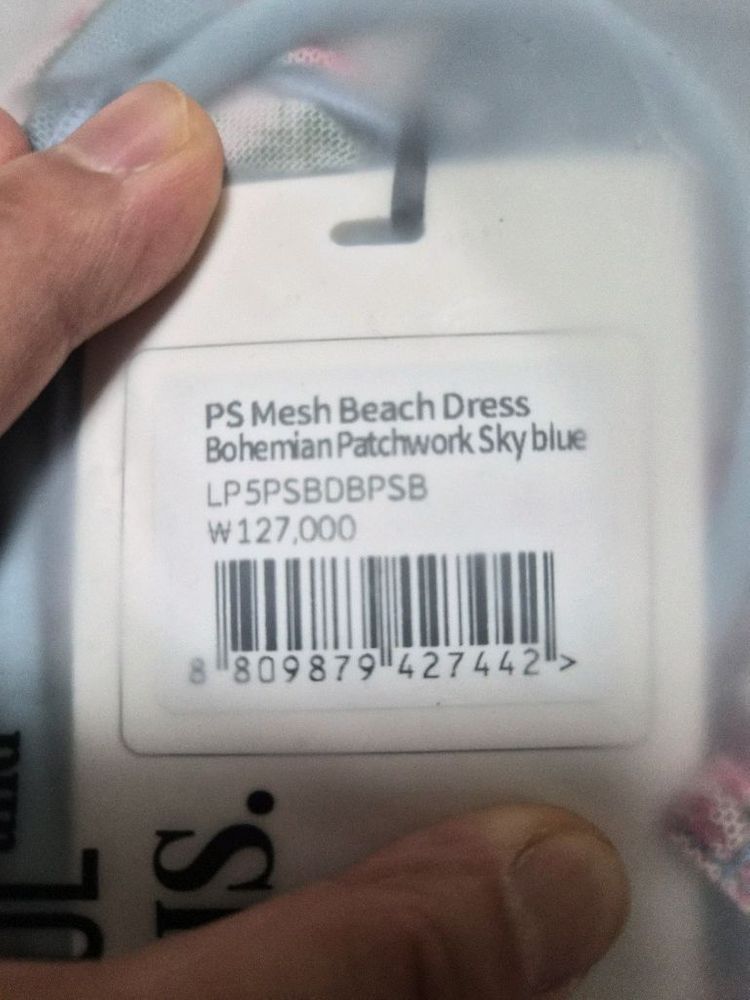 PS Mesh Beach Dress
Bohemian Patchwork Sky blue
LP5PSBDBPSB
₩127,000
8 809879 427442 >